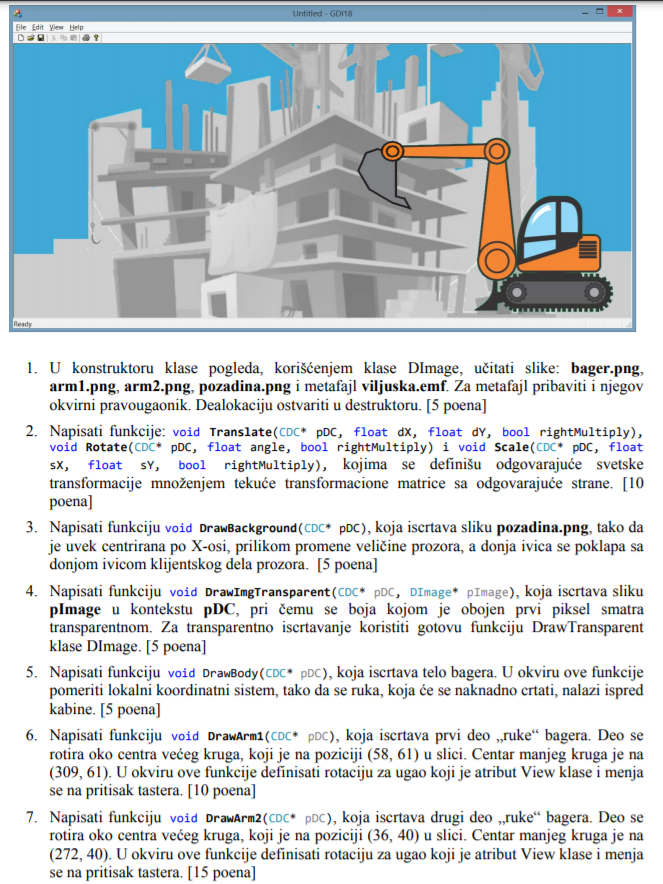 Untitled - GDI18
File Edit View Help
Ready
1. U konstruktoru klase pogleda, korišćenjem klase DImage, učitati slike: bager.png,
arm1.png, arm2.png, pozadina.png i metafajl viljuska.emf. Za metafajl pribaviti i njegov
okvirni pravougaonik. Dealokaciju ostvariti u destruktoru. [5 poena]
2. Napisati funkcije: void Translate(CDC* pDC, float dX, float dY, bool rightMultiply),
void Rotate(CDC* pDC, float angle, bool rightMultiply) i void Scale(CDC* pDC, float
sX, float sY, bool rightMultiply), kojima se definišu odgovarajuće svetske
transformacije množenjem tekuće transformacione matrice sa odgovarajuće strane. [10
poena]
3. Napisati funkciju void DrawBackground(CDC* pDC), koja iscrtava sliku pozadina.png, tako da
je uvek centrirana po X-osi, prilikom promene veličine prozora, a donja ivica se poklapa sa
donjom ivicom klijentskog dela prozora. [5 poena]
4. Napisati funkciju void DrawImgTransparent(CDC* pDC, DImage* pImage), koja iscrtava sliku
pImage u kontekstu pDC, pri čemu se boja kojom je obojen prvi piksel smatra
transparentnom. Za transparentno iscrtavanje koristiti gotovu funkciju DrawTransparent
klase DImage. [5 poena]
5. Napisati funkciju void DrawBody(CDC* pDC), koja iscrtava telo bagera. U okviru ove funkcije
pomeriti lokalni koordinatni sistem, tako da se ruka, koja će se naknadno crtati, nalazi ispred
kabine. [5 poena]
6. Napisati funkciju void DrawArm1(CDC* pDC), koja iscrtava prvi deo „ruke“ bagera. Deo se
rotira oko centra većeg kruga, koji je na poziciji (58, 61) u slici. Centar manjeg kruga je na
(309, 61). U okviru ove funkcije definisati rotaciju za ugao koji je atribut View klase i menja
se na pritisak tastera. [10 poena]
7. Napisati funkciju void DrawArm2(CDC* pDC), koja iscrtava drugi deo „ruke“ bagera. Deo se
rotira oko centra većeg kruga, koji je na poziciji (36, 40) u slici. Centar manjeg kruga je na
(272, 40). U okviru ove funkcije definisati rotaciju za ugao koji je atribut View klase i menja
se na pritisak tastera. [15 poena]